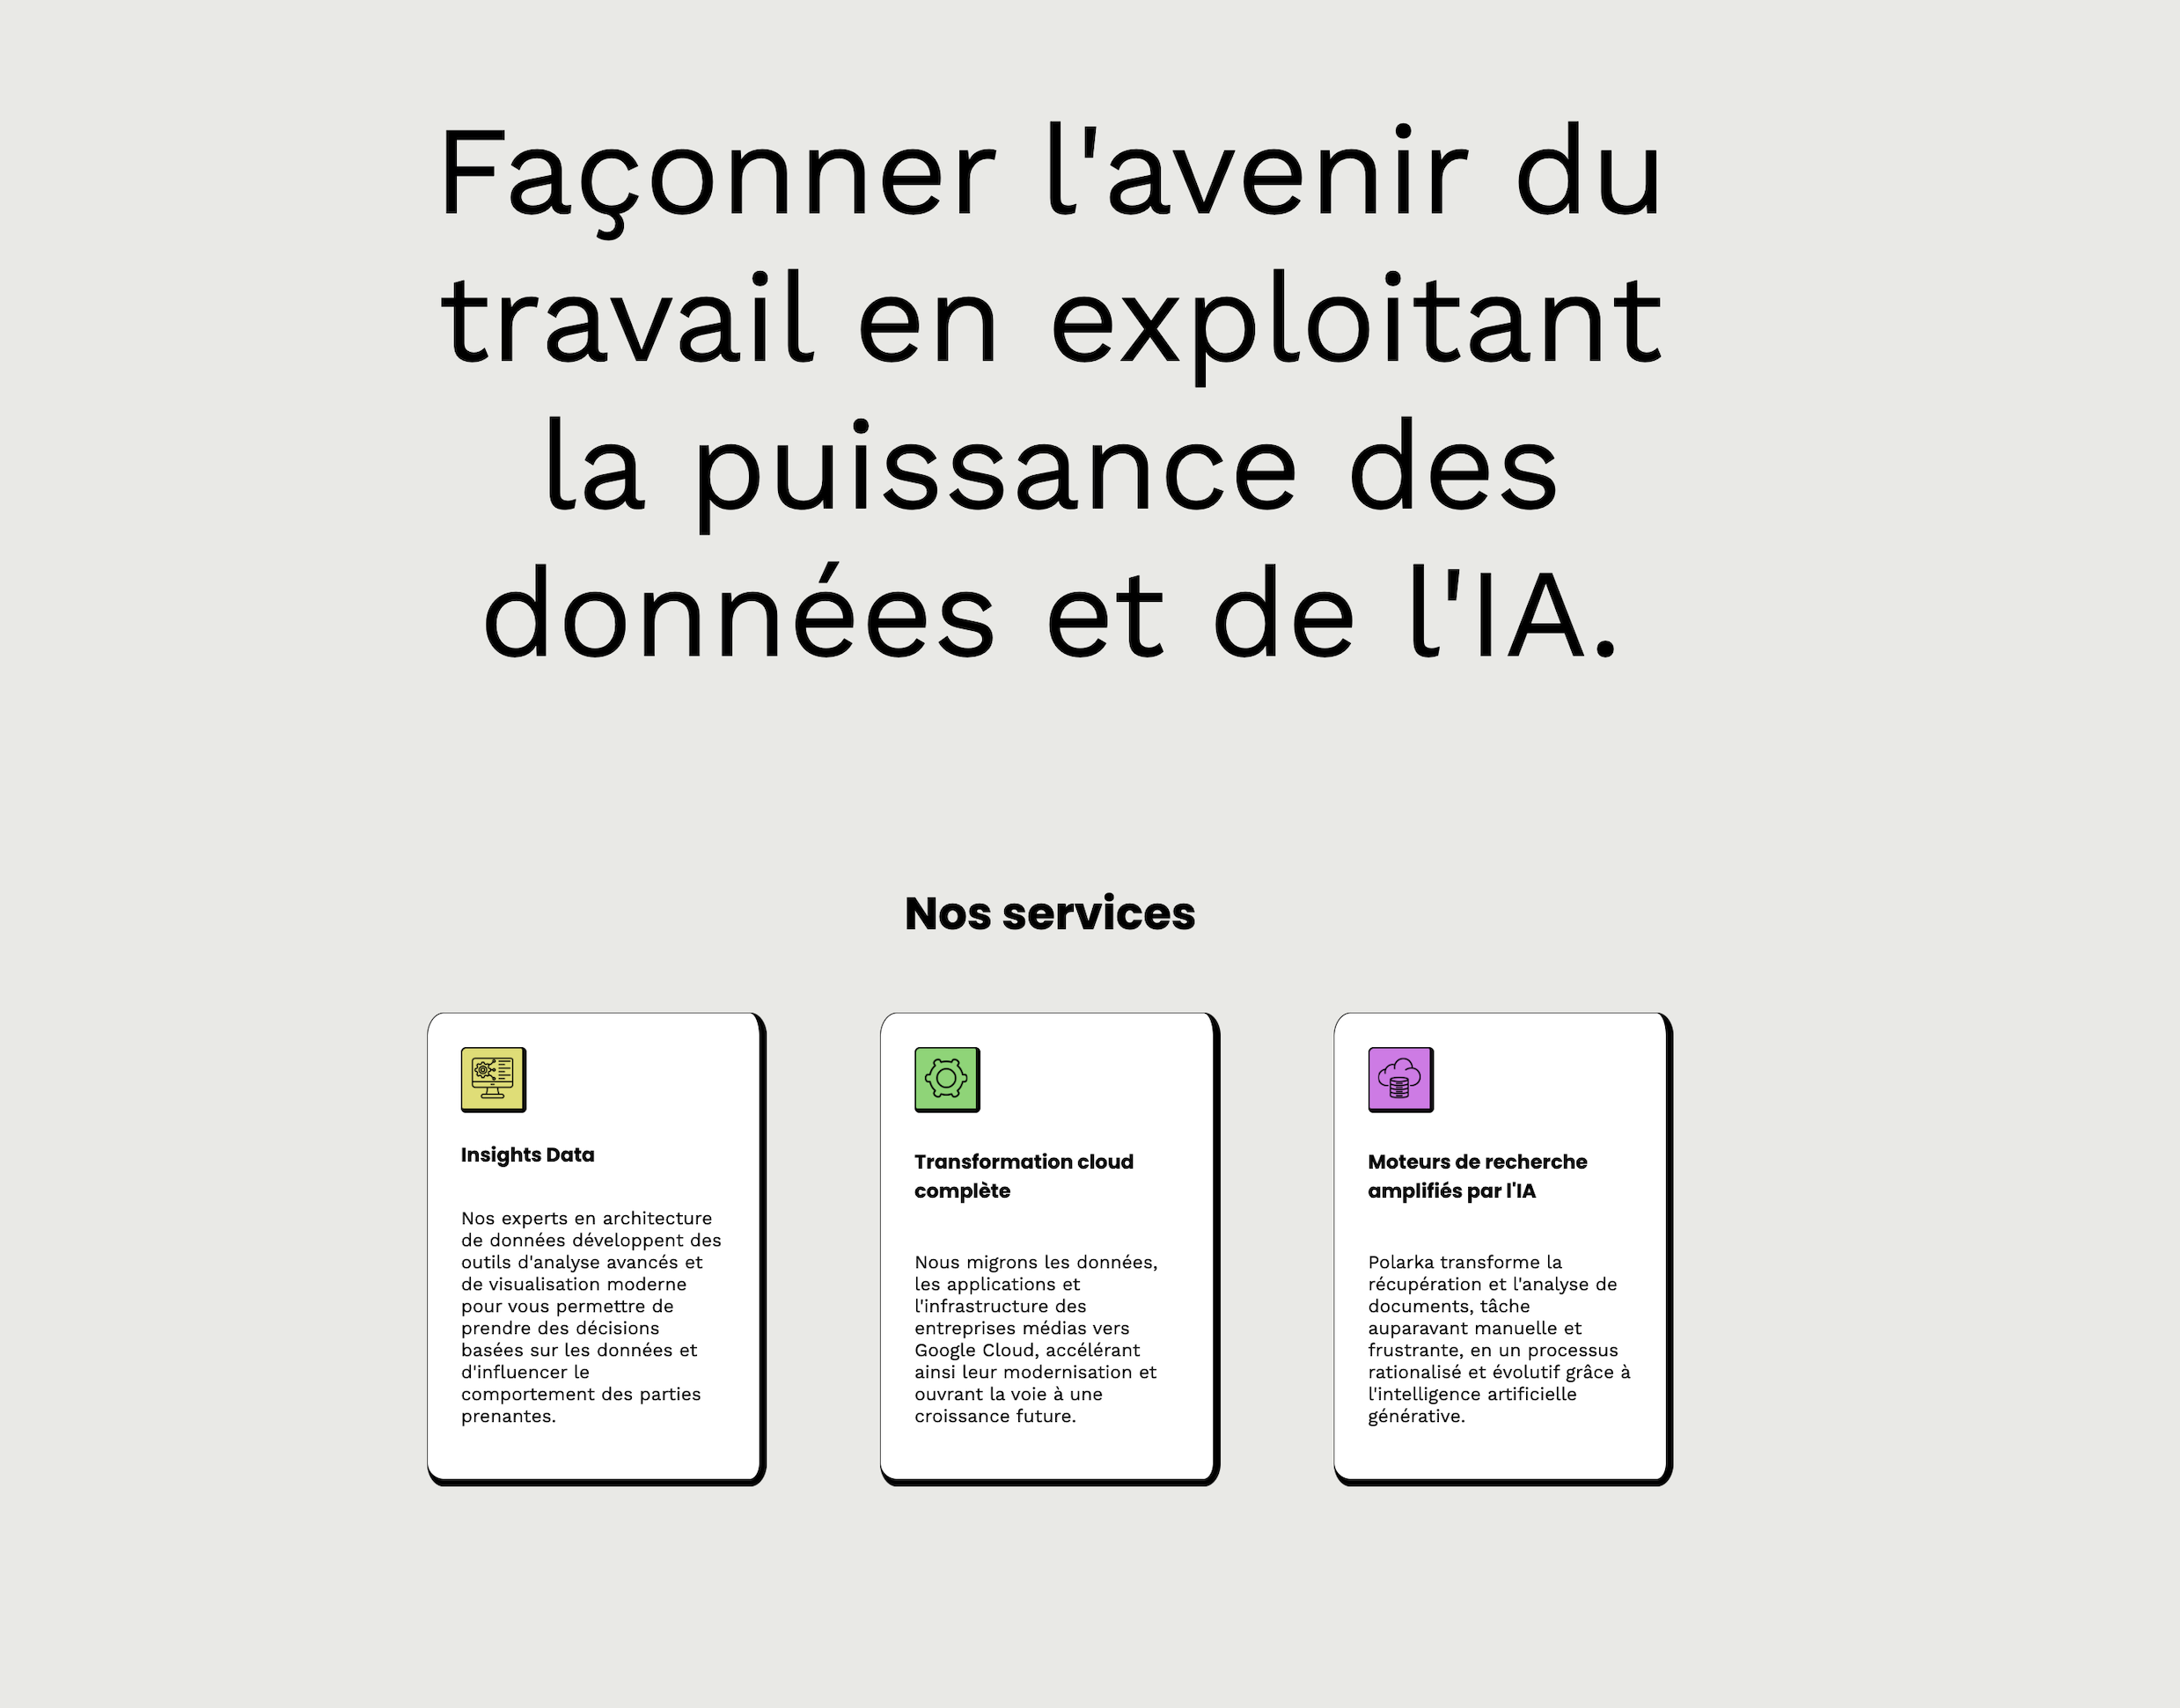 Façonner l'avenir du
travail en exploitant
la puissance des
données et de l'IA.
Nos services
Insights Data
Nos experts en architecture
de données développent des
outils d'analyse avancés et
de visualisation moderne
pour vous permettre de
prendre des décisions
basées sur les données et
d'influencer le
comportement des parties
prenantes.
Transformation cloud
complète
Nous migrons les données,
les applications et
l'infrastructure des
entreprises médias vers
Google Cloud, accélérant
ainsi leur modernisation et
ouvrant la voie à une
croissance future.
Moteurs de recherche
amplifiés par l'IA
Polarka transforme la
récupération et l'analyse de
documents, tâche
auparavant manuelle et
frustrante, en un processus
rationalisé et évolutif grâce à
l'intelligence artificielle
générative.